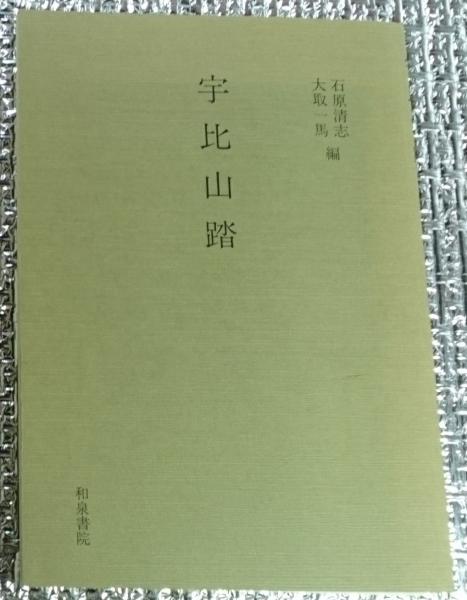 石原清志
大取一馬 編
宇比山踏
和泉書院